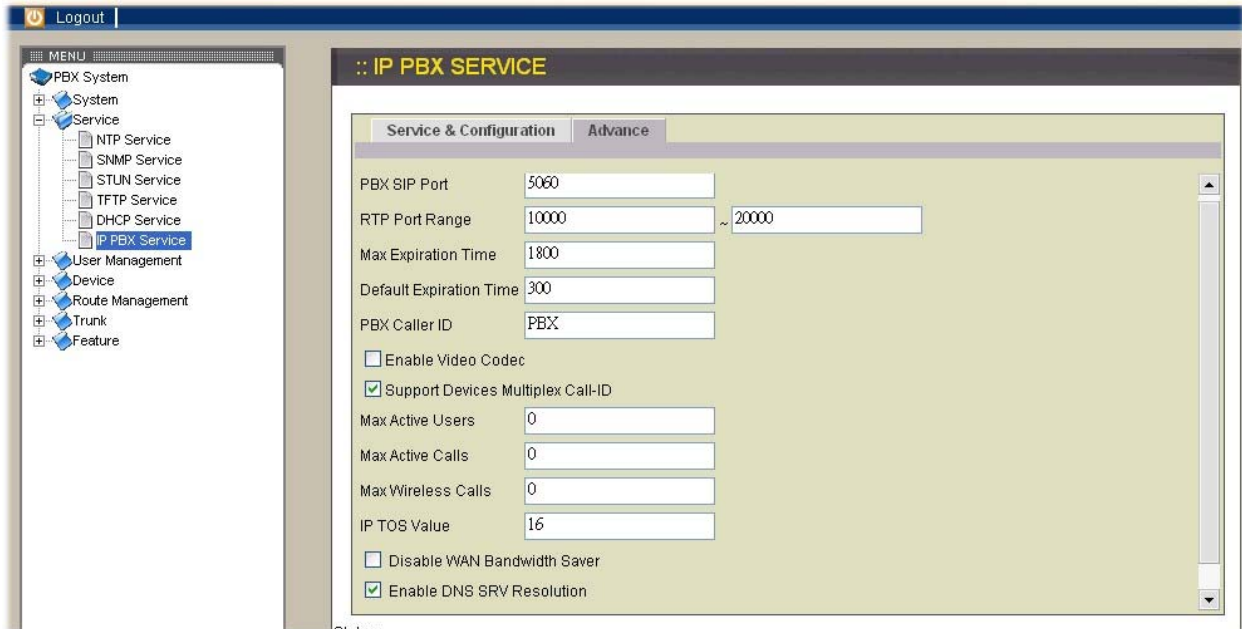 Logout
MENU
PBX System
System
Service
NTP Service
SNMP Service
STUN Service
TFTP Service
DHCP Service
IP PBX Service
User Management
Device
Route Management
Trunk
Feature
:: IP PBX SERVICE
Service & Configuration Advance
PBX SIP Port 5060
RTP Port Range 10000 ~ 20000
Max Expiration Time 1800
Default Expiration Time 300
PBX Caller ID PBX
Enable Video Codec
Support Devices Multiplex Call-ID
Max Active Users 0
Max Active Calls 0
Max Wireless Calls 0
IP TOS Value 16
Disable WAN Bandwidth Saver
Enable DNS SRV Resolution